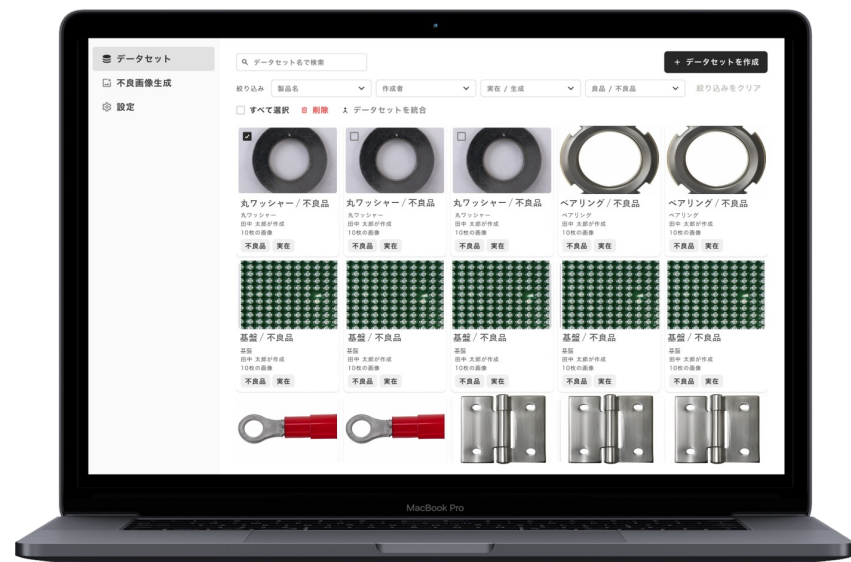 データセット
不良画像生成
設定
データセット名で検索
+ データセットを作成
絞り込み 製品名 作成者 実在 / 生成 良品 / 不良品 絞り込みをクリア
すべて選択 削除 データセットを統合
丸ワッシャー / 不良品
丸ワッシャー
田中 太郎が作成
10枚の画像
不良品 実在
丸ワッシャー / 不良品
丸ワッシャー
田中 太郎が作成
10枚の画像
不良品 実在
丸ワッシャー / 不良品
丸ワッシャー
田中 太郎が作成
10枚の画像
不良品 実在
ベアリング / 不良品
ベアリング
田中 太郎が作成
10枚の画像
不良品 実在
ベアリング / 不良品
ベアリング
田中 太郎が作成
10枚の画像
不良品 実在
基盤 / 不良品
基盤
田中 太郎が作成
10枚の画像
不良品 実在
基盤 / 不良品
基盤
田中 太郎が作成
10枚の画像
不良品 実在
基盤 / 不良品
基盤
田中 太郎が作成
10枚の画像
不良品 実在
基盤 / 不良品
基盤
田中 太郎が作成
10枚の画像
不良品 実在
基盤 / 不良品
基盤
田中 太郎が作成
10枚の画像
不良品 実在
MacBook Pro